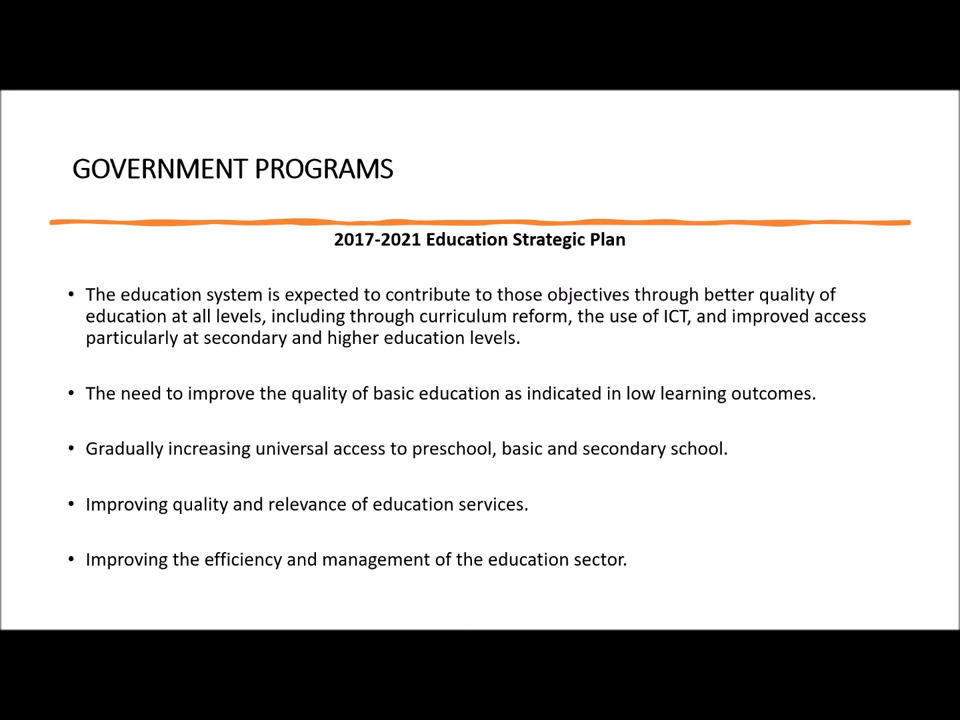 GOVERNMENT PROGRAMS
2017-2021 Education Strategic Plan
• The education system is expected to contribute to those objectives through better quality of
education at all levels, including through curriculum reform, the use of ICT, and improved access
particularly at secondary and higher education levels.
• The need to improve the quality of basic education as indicated in low learning outcomes.
• Gradually increasing universal access to preschool, basic and secondary school.
• Improving quality and relevance of education services.
• Improving the efficiency and management of the education sector.